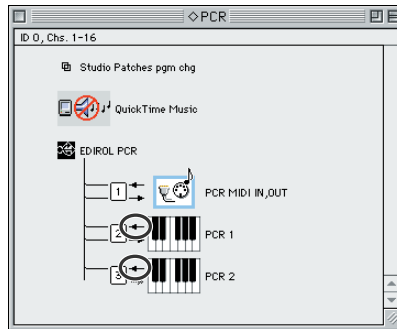 ◇PCR
ID 0, Chs. 1-16
Studio Patches pgm chg
QuickTime Music
EDIROL PCR
1 PCR MIDI IN,OUT
2 PCR 1
3 PCR 2